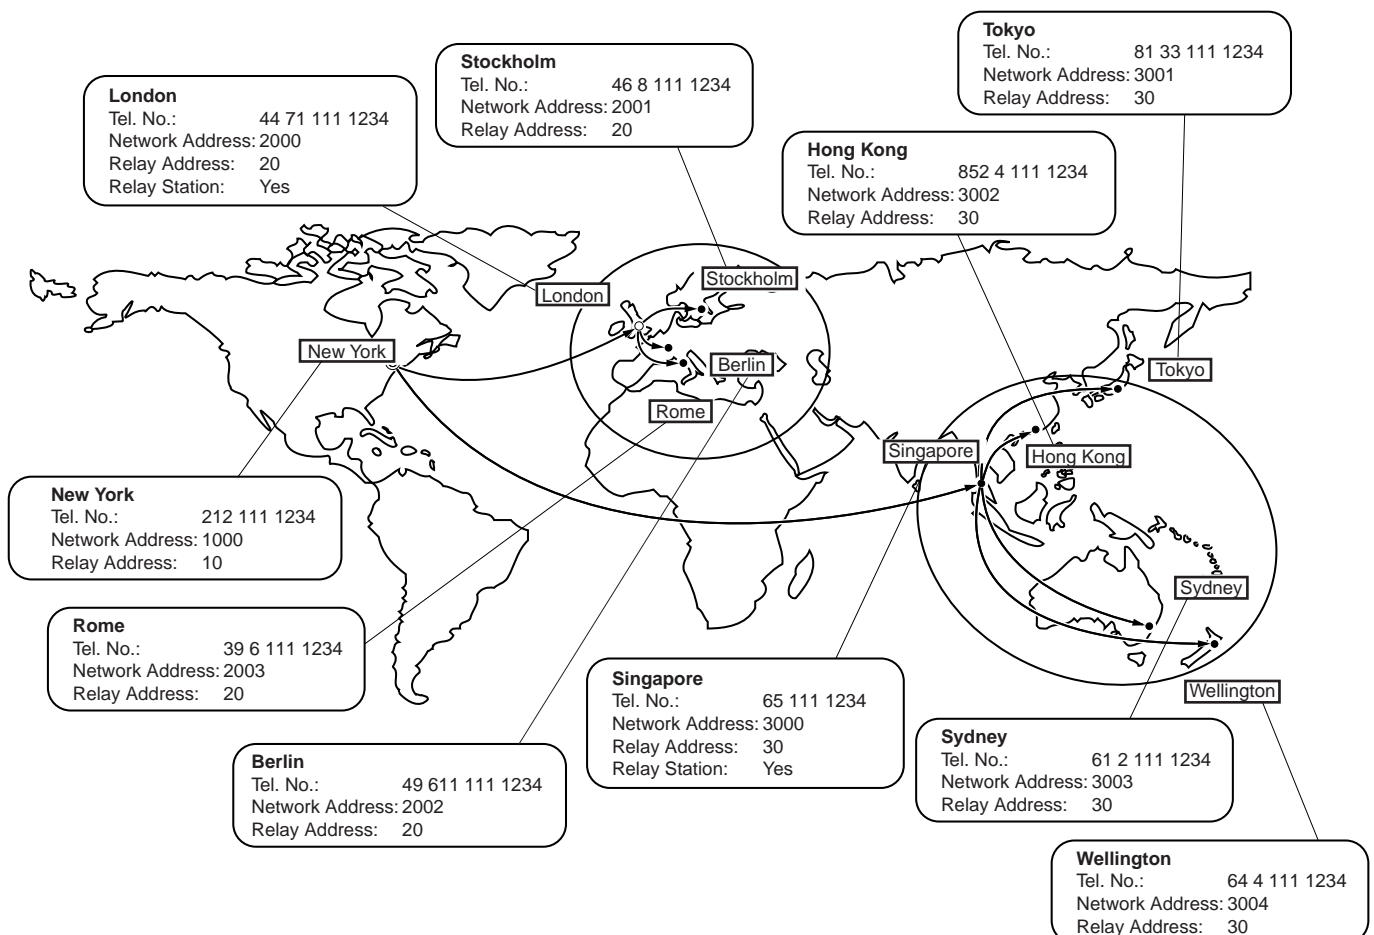 Tokyo
Tel. No.: 81 33 111 1234
Network Address: 3001
Relay Address: 30
Stockholm
Tel. No.: 46 8 111 1234
Network Address: 2001
Relay Address: 20
London
Tel. No.: 44 71 111 1234
Network Address: 2000
Relay Address: 20
Relay Station: Yes
Hong Kong
Tel. No.: 852 4 111 1234
Network Address: 3002
Relay Address: 30
Stockholm
London
New York
Berlin
Tokyo
Rome
Singapore
Hong Kong
New York
Tel. No.: 212 111 1234
Network Address: 1000
Relay Address: 10
Sydney
Rome
Tel. No.: 39 6 111 1234
Network Address: 2003
Relay Address: 20
Singapore
Tel. No.: 65 111 1234
Network Address: 3000
Relay Address: 30
Relay Station: Yes
Wellington
Berlin
Tel. No.: 49 611 111 1234
Network Address: 2002
Relay Address: 20
Sydney
Tel. No.: 61 2 111 1234
Network Address: 3003
Relay Address: 30
Wellington
Tel. No.: 64 4 111 1234
Network Address: 3004
Relay Address: 30